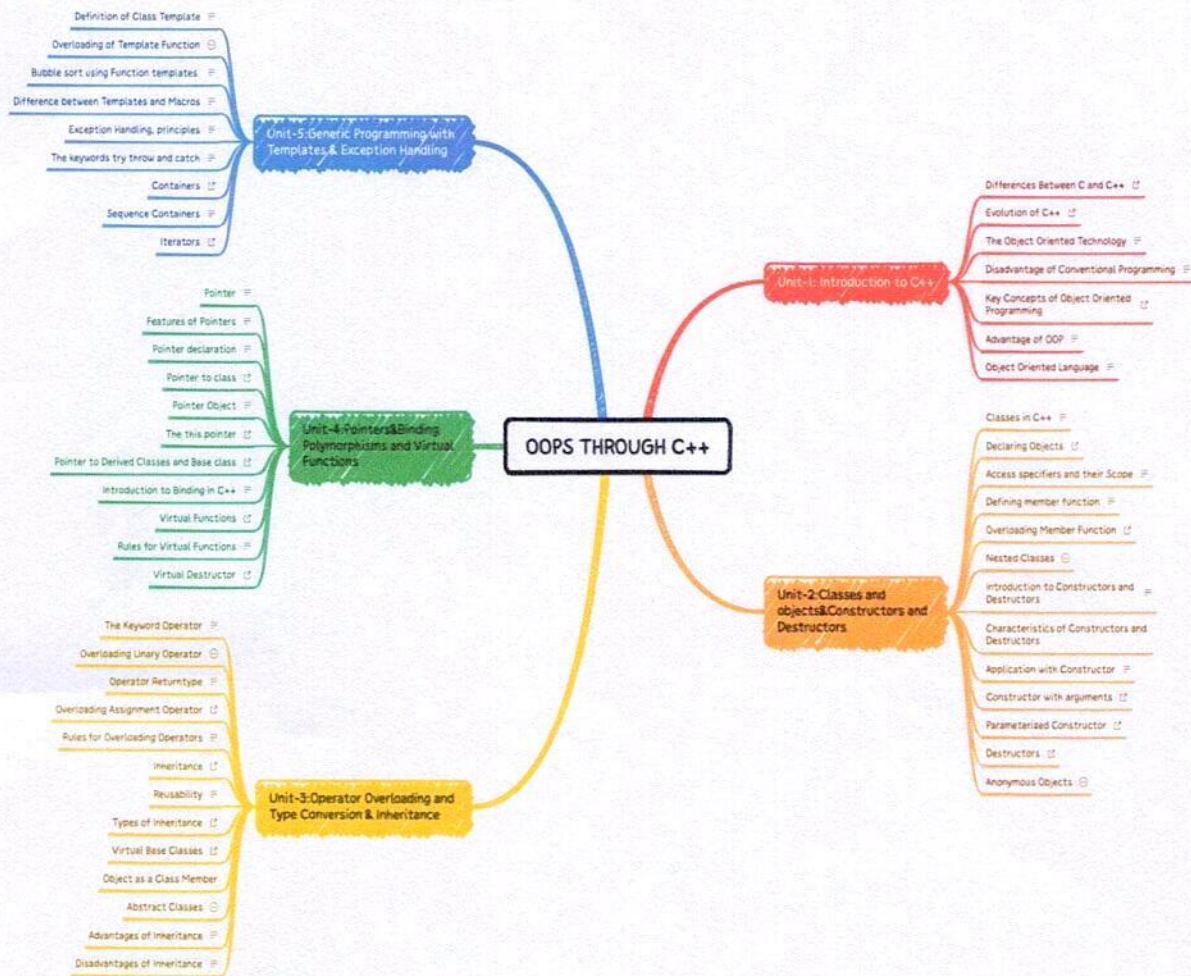 OOPS THROUGH C++
Unit-1: Introduction to C++
Differences Between C and C++
Evolution of C++
The Object Oriented Technology
Disadvantage of Conventional Programming
Key Concepts of Object Oriented
Programming
Advantage of OOP
Object Oriented Language
Unit-2:Classes and
objects&Constructors and
Destructors
Classes in C++
Declaring Objects
Access specifiers and their Scope
Defining member function
Overloading Member Function
Nested Classes
Introduction to Constructors and
Destructors
Characteristics of Constructors and
Destructors
Application with Constructor
Constructor with arguments
Parameterized Constructor
Destructors
Anonymous Objects
Unit-3:Operator Overloading and
Type Conversion & Inheritance
The Keyword Operator
Overloading Unary Operator
Operator Returntype
Overloading Assignment Operator
Rules for Overloading Operators
Inheritance
Reusability
Types of Inheritance
Virtual Base Classes
Object as a Class Member
Abstract Classes
Advantages of Inheritance
Disadvantages of Inheritance
Unit-4:Pointers&Binding
Polymorphisms and Virtual
Functions
Pointer
Features of Pointers
Pointer declaration
Pointer to class
Pointer Object
The this pointer
Pointer to Derived Classes and Base class
Introduction to Binding in C++
Virtual Functions
Rules for Virtual Functions
Virtual Destructor
Unit-5:Generic Programming with
Templates & Exception Handling
Definition of Class Template
Overloading of Template Function
Bubble sort using Function templates
Difference between Templates and Macros
Exception Handling, principles
The keywords try throw and catch
Containers
Sequence Containers
Iterators